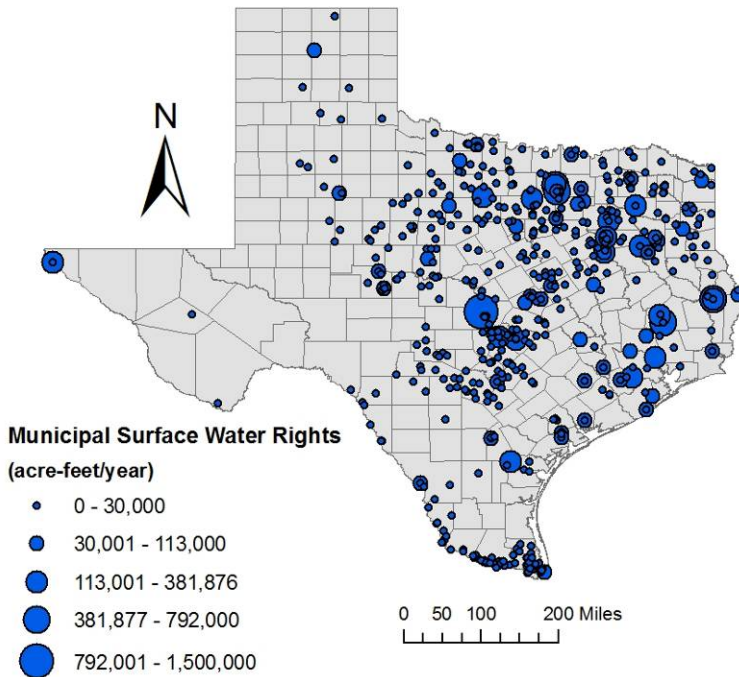 N
Municipal Surface Water Rights
(acre-feet/year)
0 - 30,000
30,001 - 113,000
113,001 - 381,876
381,877 - 792,000
792,001 - 1,500,000
0 50 100 200 Miles